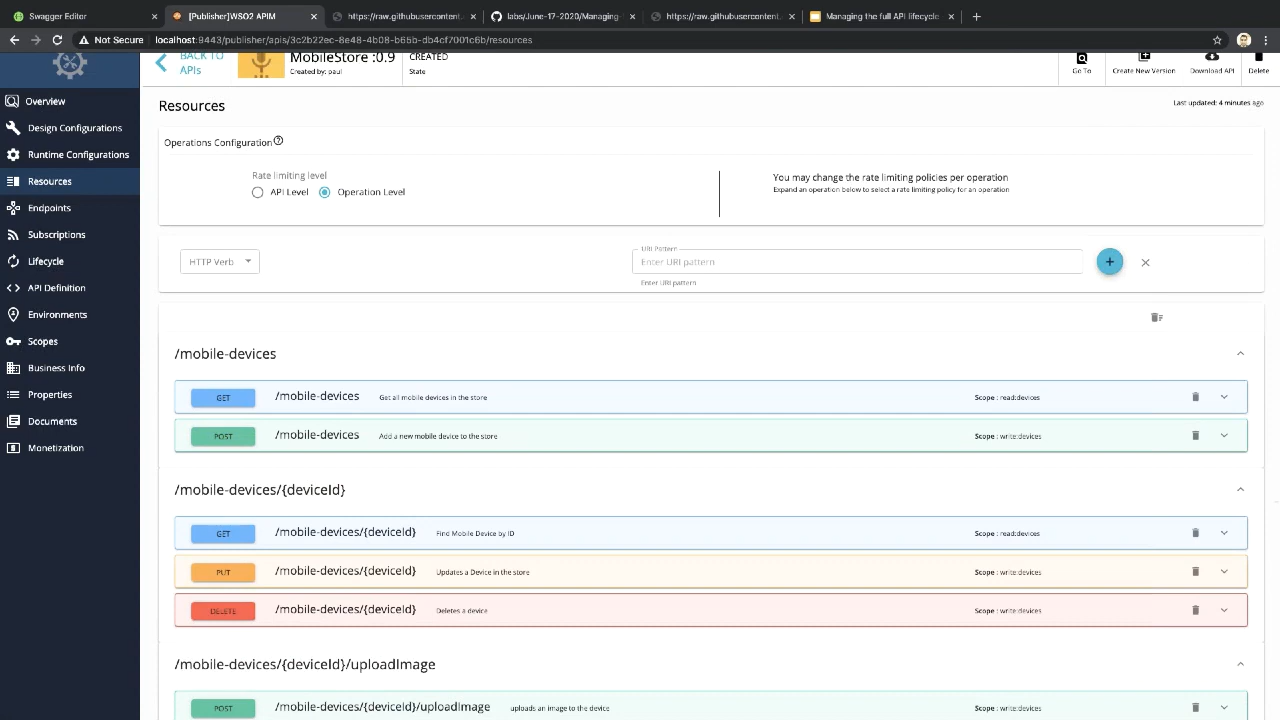 Swagger Editor
[Publisher]WSO2 APIM
https://raw.githubusercontent.
labs/June-17-2020/Managing-
https://raw.githubusercontent.
Managing the full API lifecycle
Not Secure
localhost:9443/publisher/apis/3c2b22ec-8e48-4b08-b65b-db4cf7001c6b/resources
BACK TO
APIs
MobileStore :0.9
Created by: paul
CREATED
State
Go To
Create New Version
Download API
Delete
Overview
Design Configurations
Runtime Configurations
Resources
Endpoints
Subscriptions
Lifecycle
API Definition
Environments
Scopes
Business Info
Properties
Documents
Monetization
Resources
Last updated: 4 minutes ago
Operations Configuration
Rate limiting level
API Level
Operation Level
You may change the rate limiting policies per operation
Expand an operation below to select a rate limiting policy for an operation
HTTP Verb
URI Pattern
Enter URI pattern
Enter URI pattern
/mobile-devices
GET /mobile-devices Get all mobile devices in the store Scope : read:devices
POST /mobile-devices Add a new mobile device to the store Scope : write:devices
/mobile-devices/{deviceId}
GET /mobile-devices/{deviceId} Find Mobile Device by ID Scope : read:devices
PUT /mobile-devices/{deviceId} Updates a Device in the store Scope : write:devices
DELETE /mobile-devices/{deviceId} Deletes a device Scope : write:devices
/mobile-devices/{deviceId}/uploadImage
POST /mobile-devices/{deviceId}/uploadImage uploads an image to the device Scope : write:devices